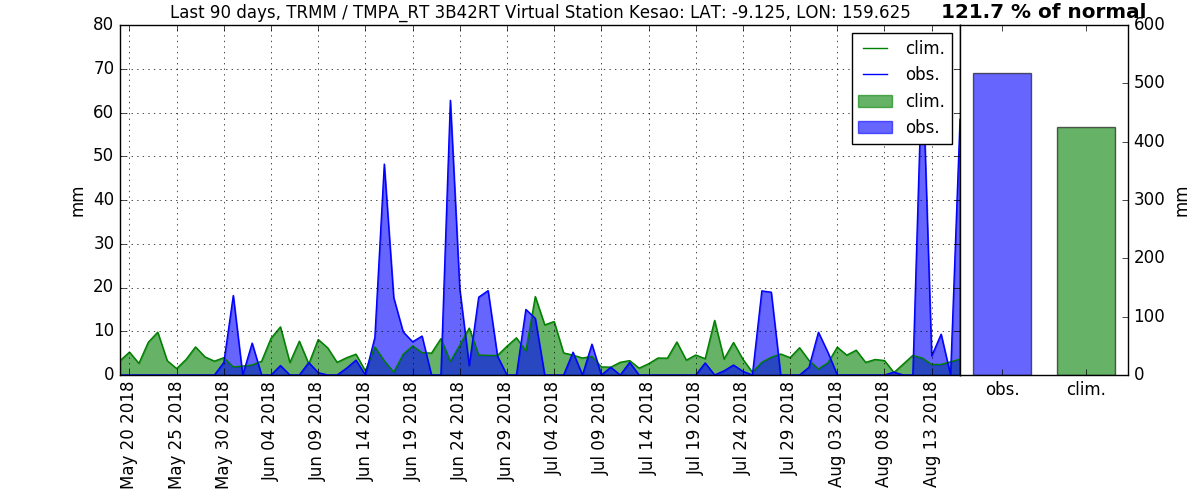 Last 90 days, TRMM / TMPA_RT 3B42RT Virtual Station Kesao: LAT: -9.125, LON: 159.625
121.7 % of normal
80
70
60
50
40
30
20
10
0
mm
clim.
obs.
clim.
obs.
600
500
400
300
200
100
0
mm
May 20 2018
May 25 2018
May 30 2018
Jun 04 2018
Jun 09 2018
Jun 14 2018
Jun 19 2018
Jun 24 2018
Jun 29 2018
Jul 04 2018
Jul 09 2018
Jul 14 2018
Jul 19 2018
Jul 24 2018
Jul 29 2018
Aug 03 2018
Aug 08 2018
Aug 13 2018
obs.
clim.